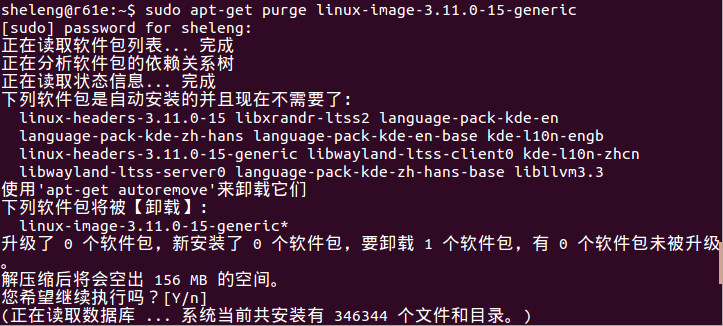 sheleng@r61e:~$ sudo apt-get purge linux-image-3.11.0-15-generic
[sudo] password for sheleng:
正在读取软件包列表... 完成
正在分析软件包的依赖关系树
正在读取状态信息... 完成
下列软件包是自动安装的并且现在不需要了：
  linux-headers-3.11.0-15 libxrandr-ltss2 language-pack-kde-en
  language-pack-kde-zh-hans language-pack-kde-en-base kde-l10n-engb
  linux-headers-3.11.0-15-generic libwayland-ltss-client0 kde-l10n-zhcn
  libwayland-ltss-server0 language-pack-kde-zh-hans-base libllvm3.3
使用'apt-get autoremove'来卸载它们
下列软件包将被【卸载】：
  linux-image-3.11.0-15-generic*
升级了 0 个软件包，新安装了 0 个软件包，要卸载 1 个软件包，有 0 个软件包未被升级
。
解压缩后将会空出 156 MB 的空间。
您希望继续执行吗？[Y/n]
(正在读取数据库 ... 系统当前共安装有 346344 个文件和目录。)